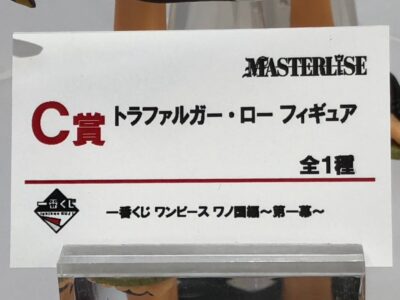 MASTERLISE
C賞 トラファルガー・ロー フィギュア
全1種
一番くじ
一番くじ ワンピース ワノ国編～第一幕～